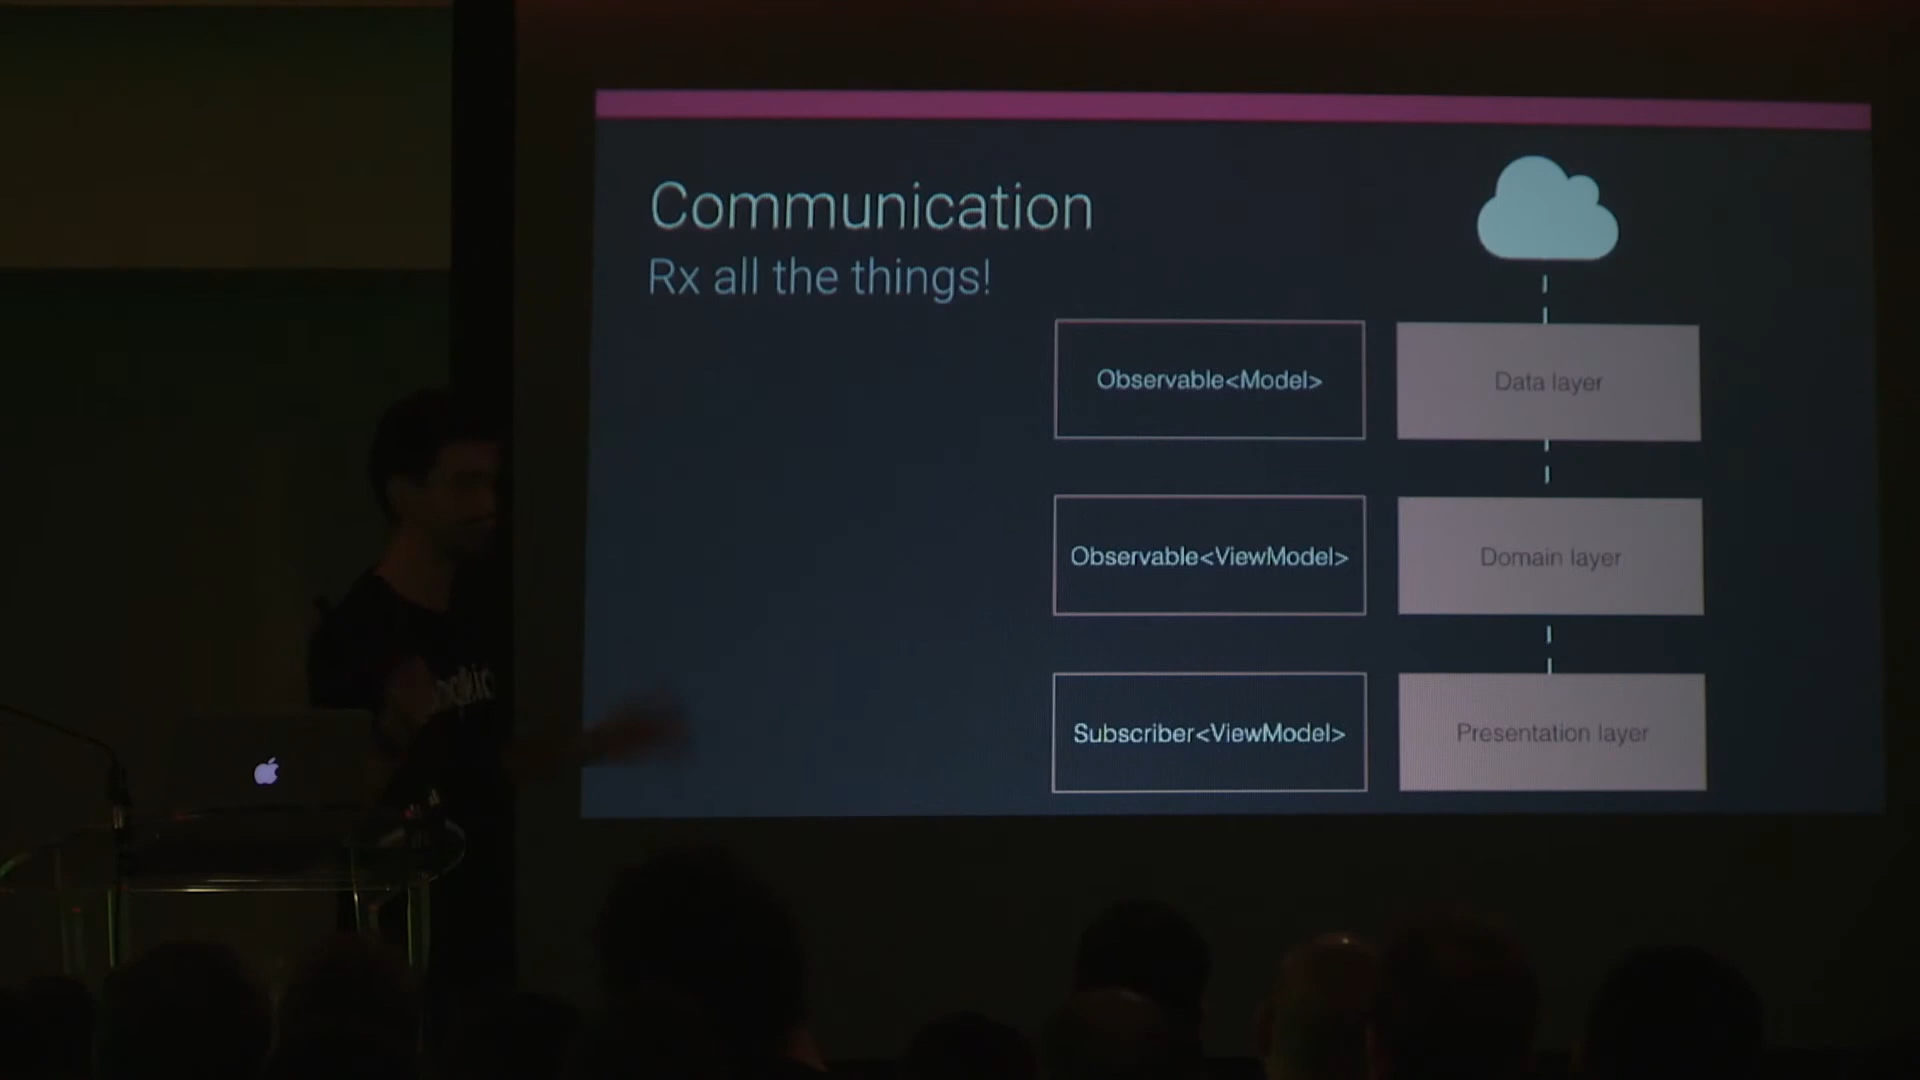 Communication
Rx all the things!
Observable<Model>
Data layer
Observable<ViewModel>
Domain layer
Subscriber<ViewModel>
Presentation layer